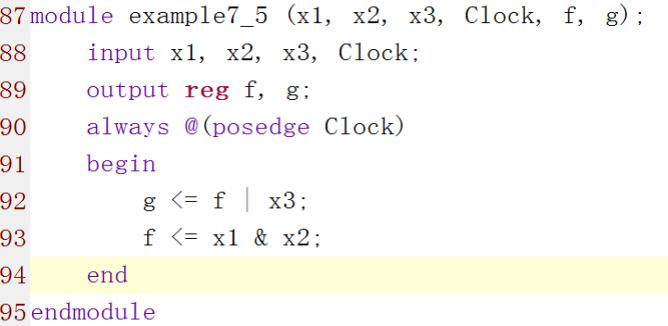 87 module example7_5 (x1, x2, x3, Clock, f, g);
88     input x1, x2, x3, Clock;
89     output reg f, g;
90     always @(posedge Clock)
91     begin
92         g <= f | x3;
93         f <= x1 & x2;
94     end
95 endmodule